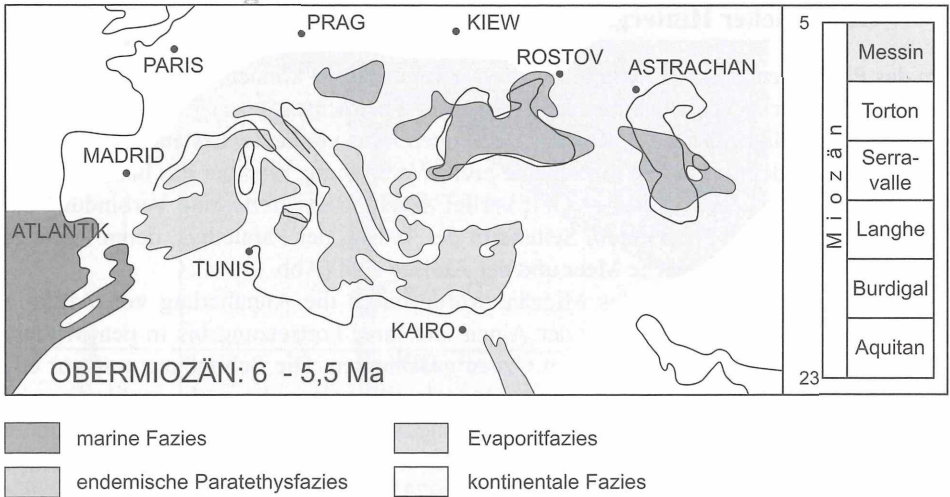 PRAG
KIEW
PARIS
ROSTOV
ASTRACHAN
MADRID
ATLANTIK
TUNIS
KAIRO
OBERMIOZÄN: 6 - 5,5 Ma
5
Messin
Torton
Serra-
valle
Langhe
Burdigal
Aquitan
23
Miozän
marine Fazies
Evaporitfazies
endemische Paratethysfazies
kontinentale Fazies